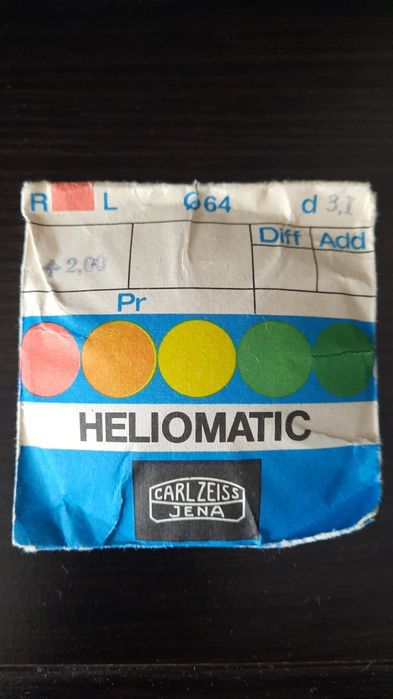 R L Ø64 d 3,1
Diff Add
+ 2,00
Pr
HELIOMATIC
CARL ZEISS
JENA